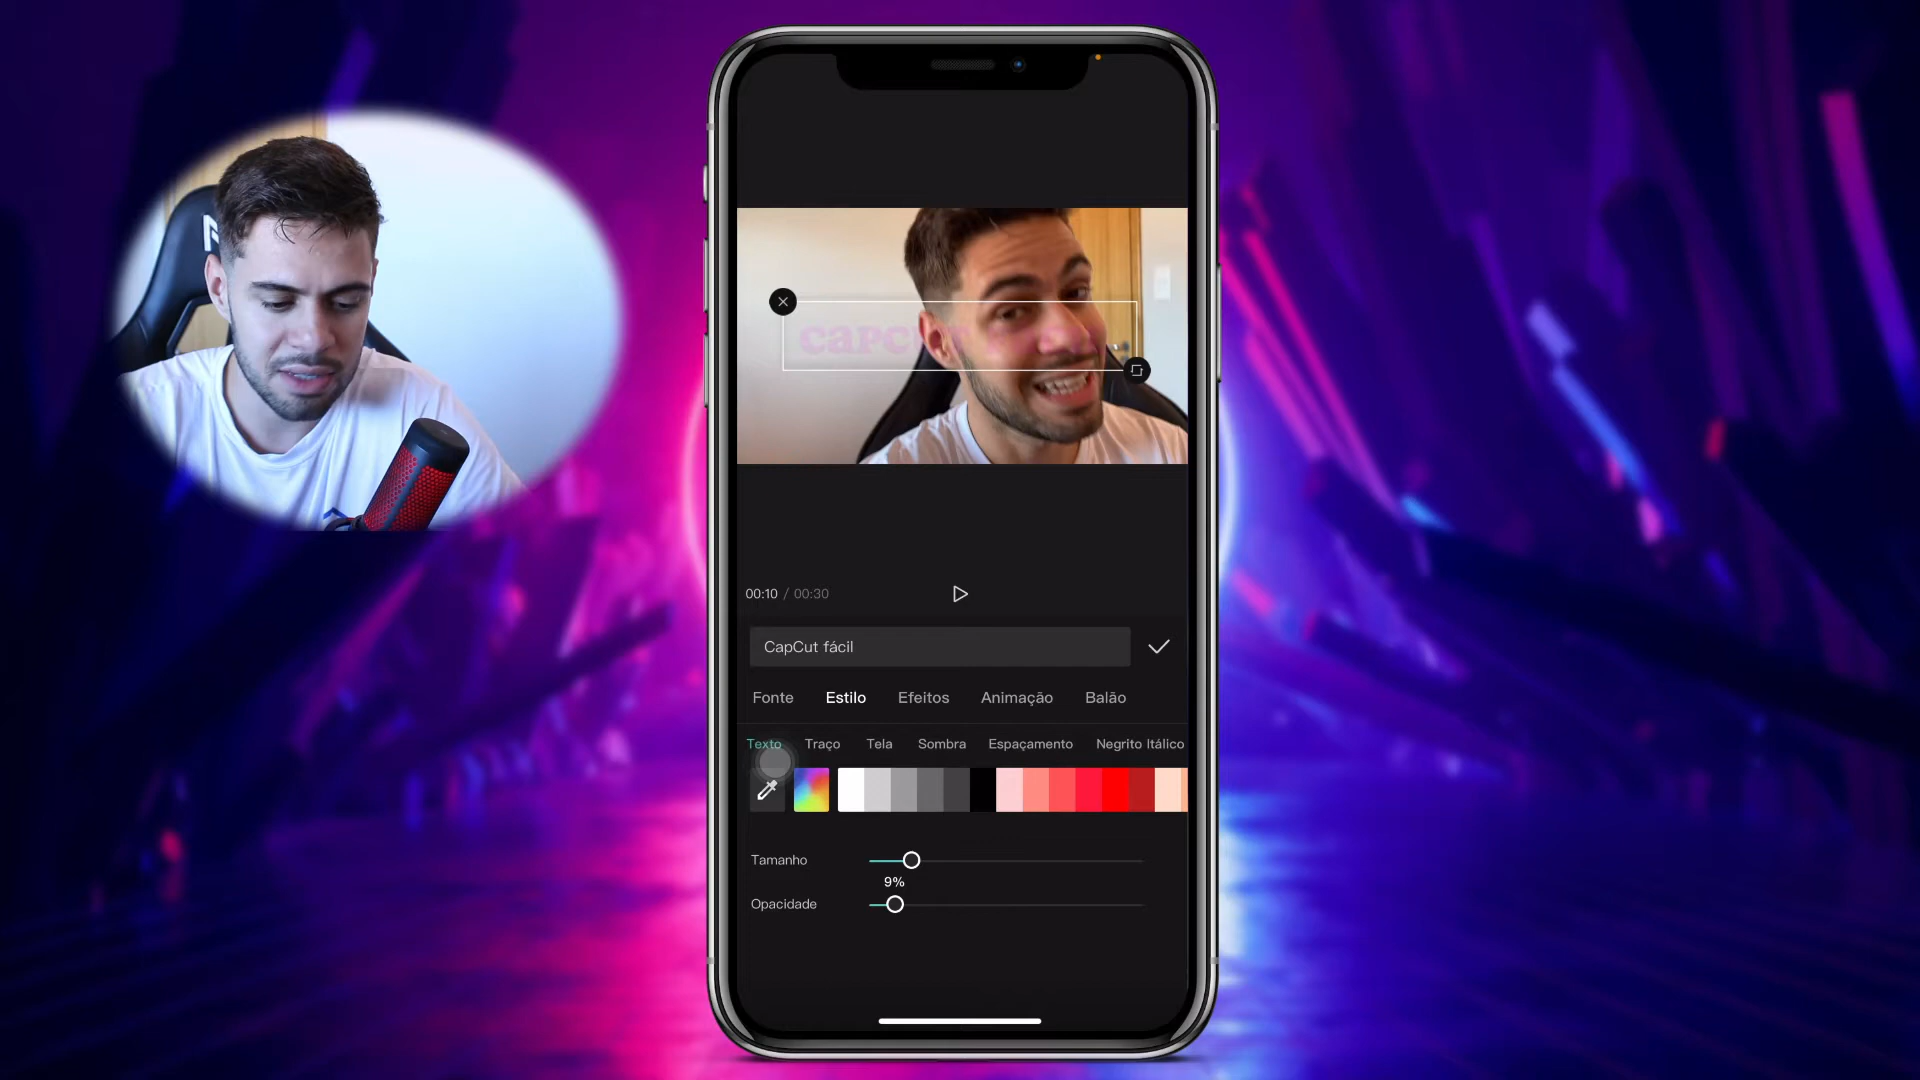 CAPCUT
00:10 / 00:30
CapCut fácil
Fonte Estilo Efeitos Animação Balão
Texto Traço Tela Sombra Espaçamento Negrito Itálico
Tamanho
9%
Opacidade